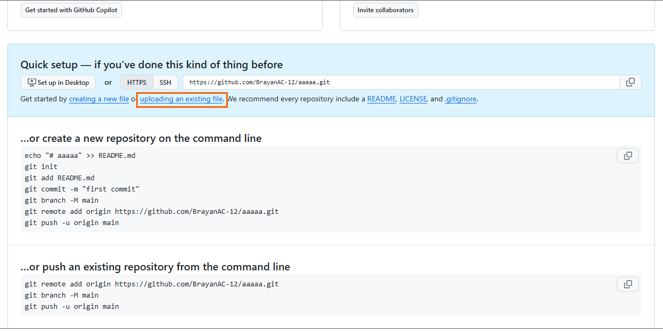 Get started with GitHub Copilot
Invite collaborators
Quick setup — if you've done this kind of thing before
Set up in Desktop or HTTPS SSH https://github.com/BrayanAC-12/aaaaa.git
Get started by creating a new file or uploading an existing file. We recommend every repository include a README, LICENSE, and .gitignore.
...or create a new repository on the command line
echo "# aaaaa" >> README.md
git init
git add README.md
git commit -m "first commit"
git branch -M main
git remote add origin https://github.com/BrayanAC-12/aaaaa.git
git push -u origin main
...or push an existing repository from the command line
git remote add origin https://github.com/BrayanAC-12/aaaaa.git
git branch -M main
git push -u origin main